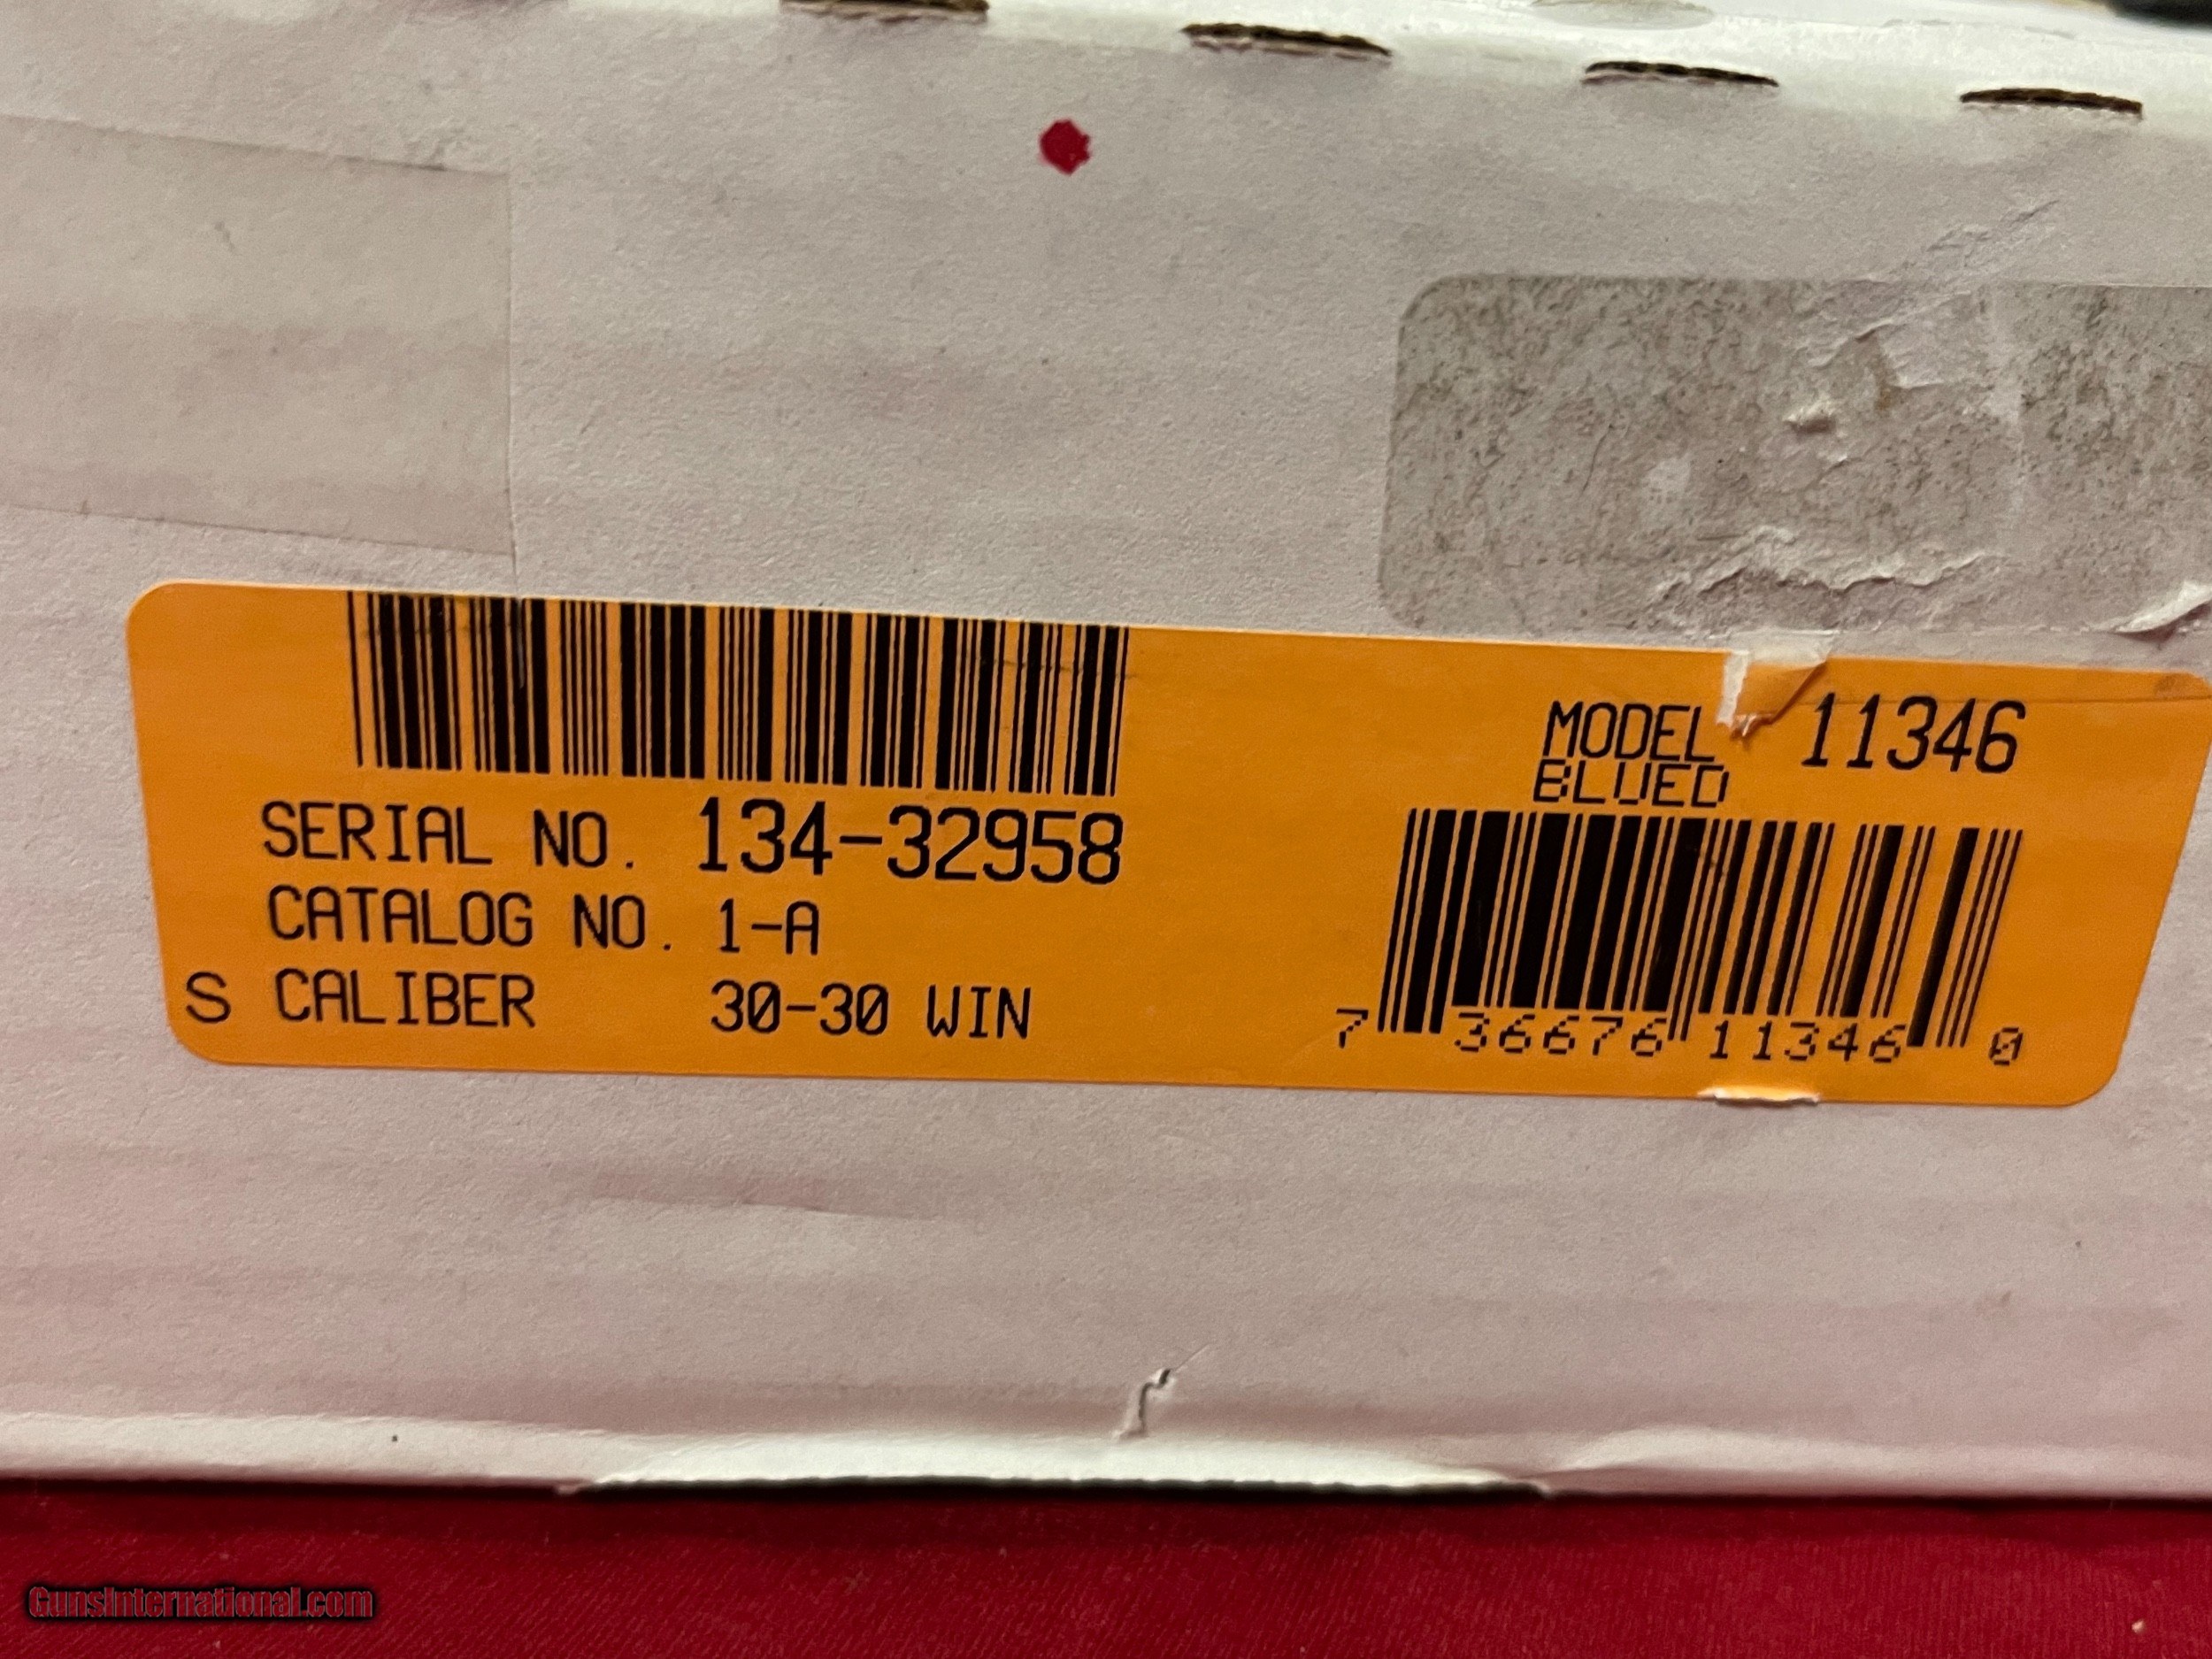 SERIAL NO. 134-32958
CATALOG NO. 1-A
S CALIBER 30-30 WIN
MODEL 11346
BLUED
7 36676 11346 0
GunsInternational.com